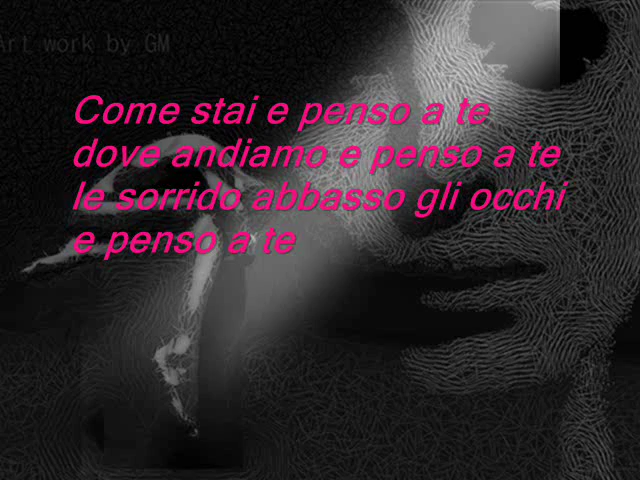 Art work by GM
Come stai e penso a te
dove andiamo e penso a te
le sorrido abbasso gli occhi
e penso a te